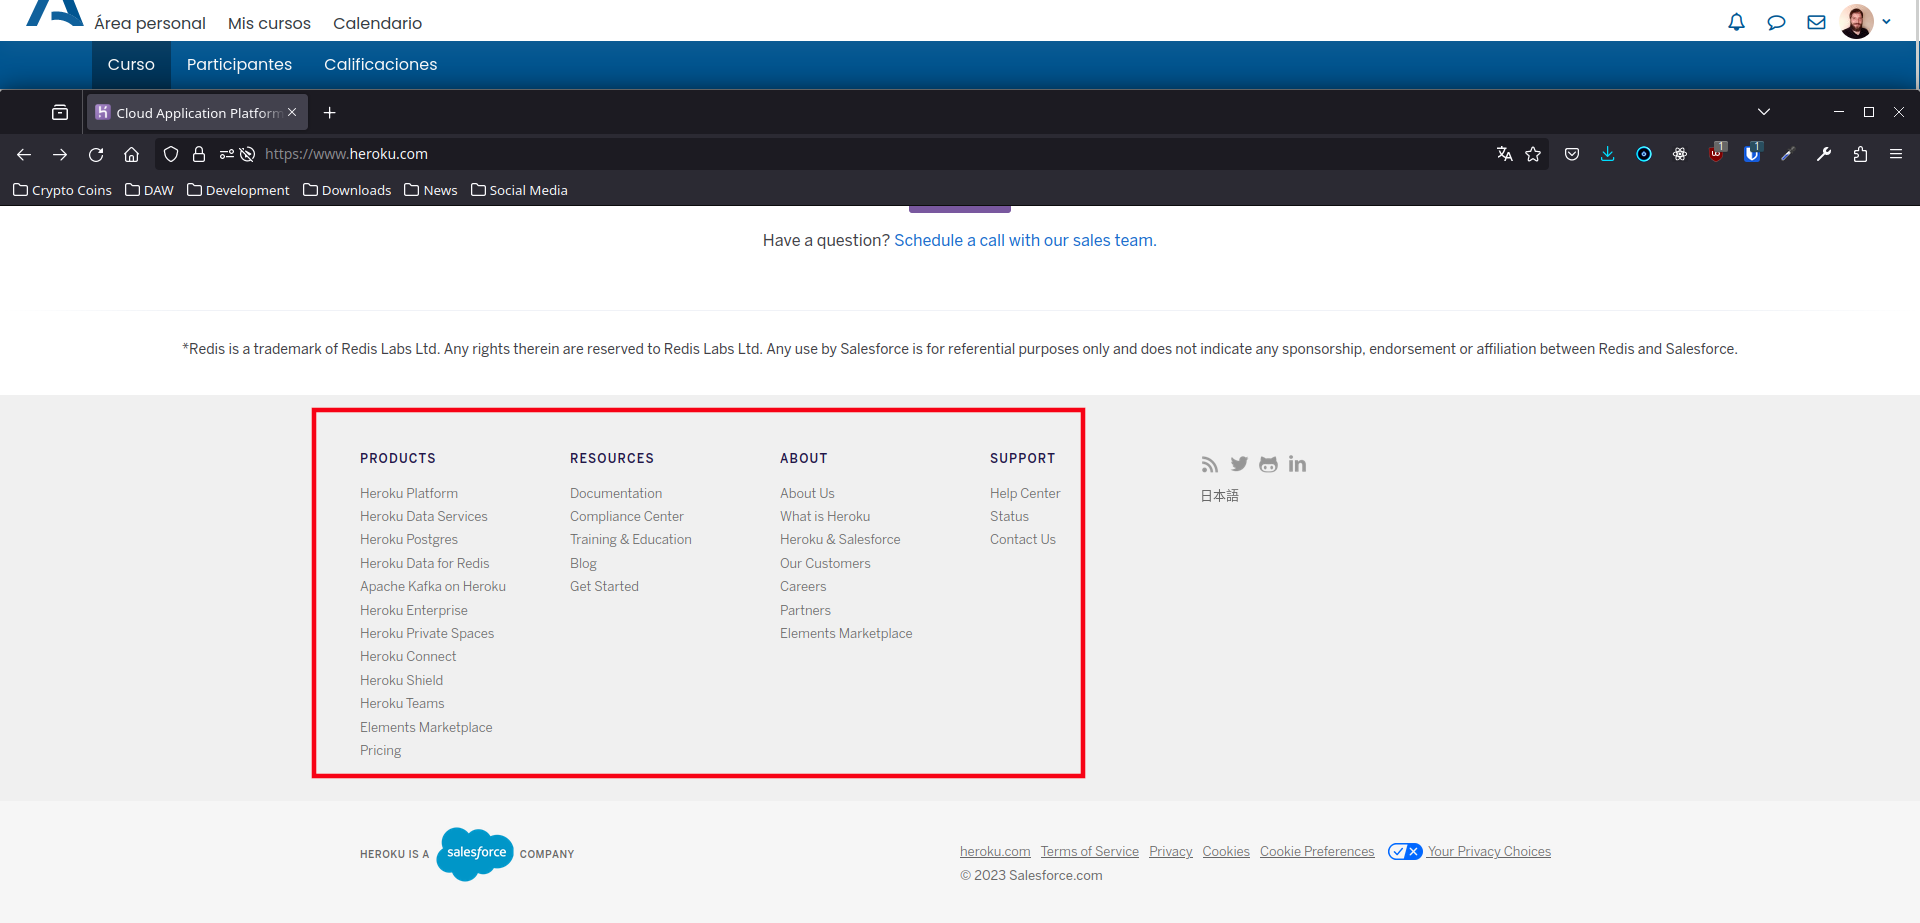 Área personal Mis cursos Calendario
Curso Participantes Calificaciones
Cloud Application Platform
https://www.heroku.com
1 1
Crypto Coins DAW Development Downloads News Social Media
Have a question? Schedule a call with our sales team.
*Redis is a trademark of Redis Labs Ltd. Any rights therein are reserved to Redis Labs Ltd. Any use by Salesforce is for referential purposes only and does not indicate any sponsorship, endorsement or affiliation between Redis and Salesforce.
PRODUCTS
Heroku Platform
Heroku Data Services
Heroku Postgres
Heroku Data for Redis
Apache Kafka on Heroku
Heroku Enterprise
Heroku Private Spaces
Heroku Connect
Heroku Shield
Heroku Teams
Elements Marketplace
Pricing
RESOURCES
Documentation
Compliance Center
Training & Education
Blog
Get Started
ABOUT
About Us
What is Heroku
Heroku & Salesforce
Our Customers
Careers
Partners
Elements Marketplace
SUPPORT
Help Center
Status
Contact Us
日本語
HEROKU IS A salesforce COMPANY
heroku.com Terms of Service Privacy Cookies Cookie Preferences Your Privacy Choices
© 2023 Salesforce.com